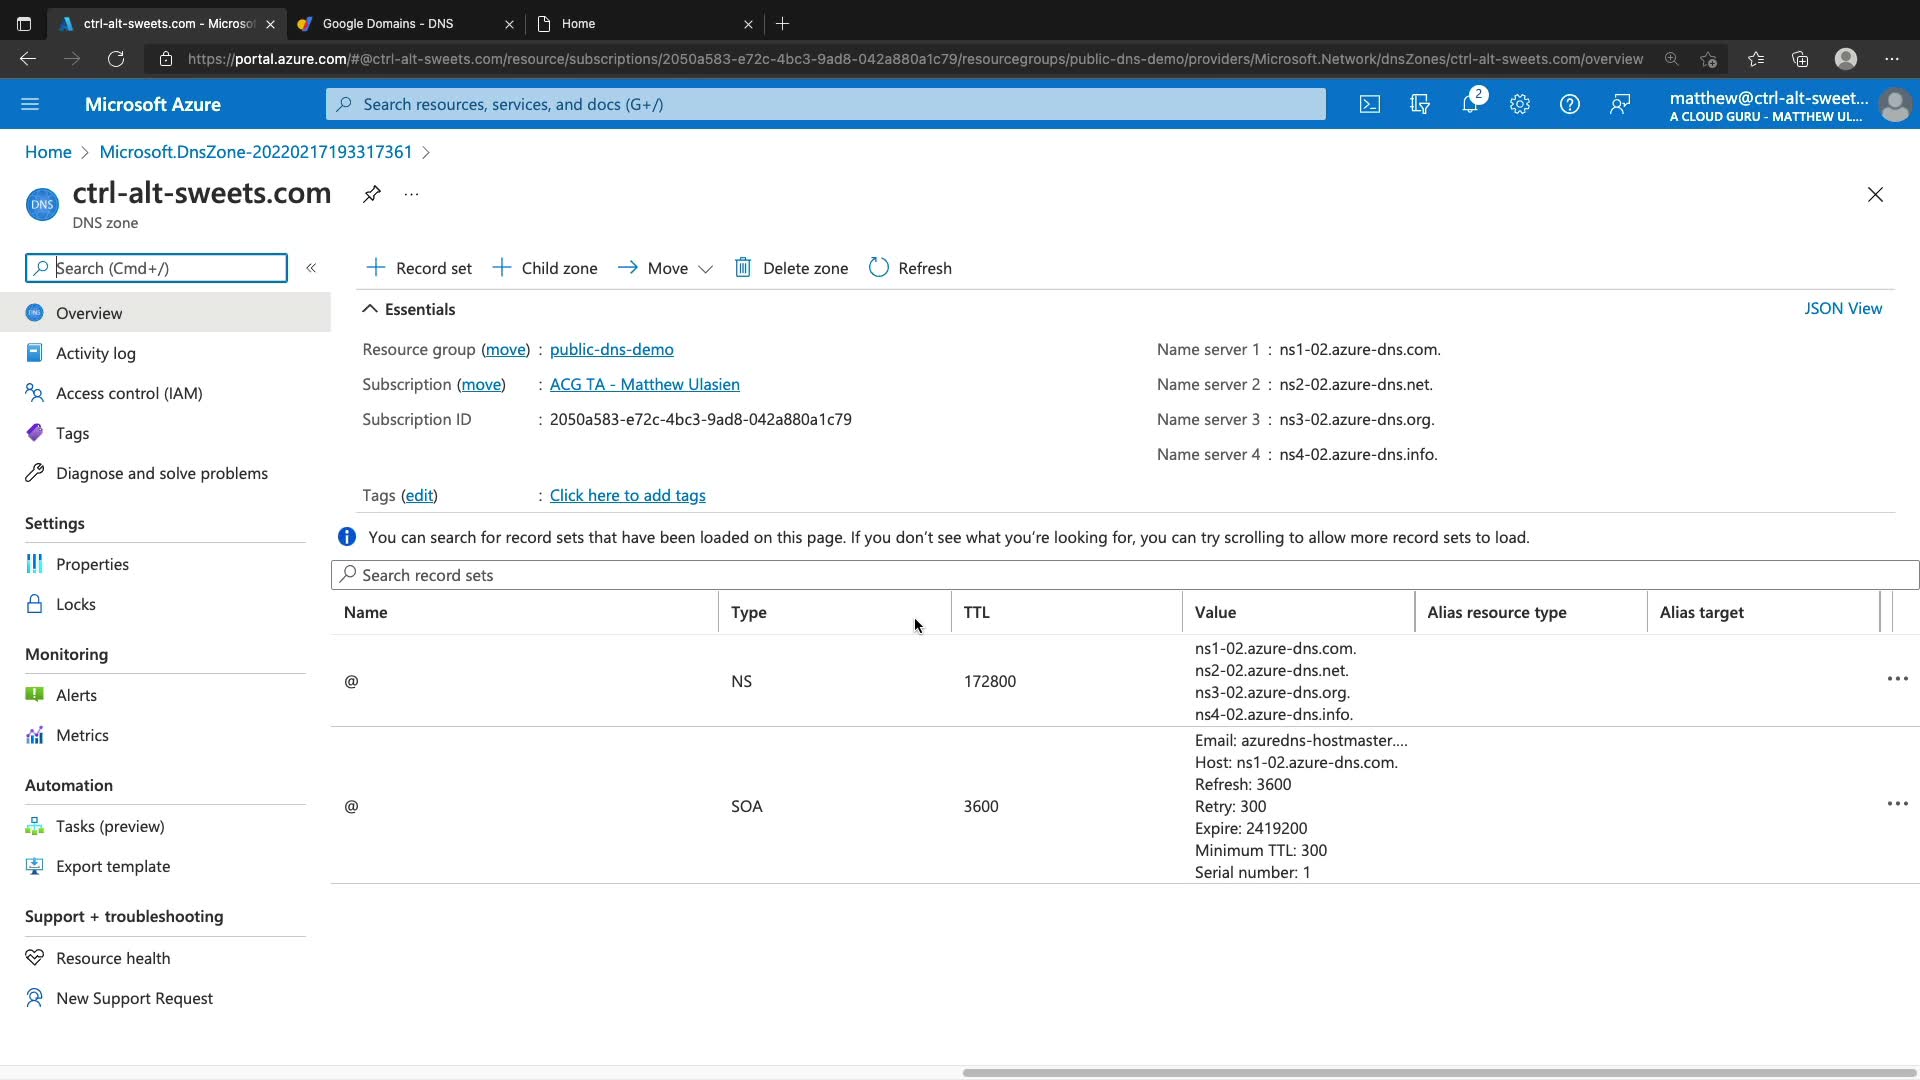 ctrl-alt-sweets.com - Microsof
Google Domains - DNS
Home
https://portal.azure.com/#@ctrl-alt-sweets.com/resource/subscriptions/2050a583-e72c-4bc3-9ad8-042a880a1c79/resourcegroups/public-dns-demo/providers/Microsoft.Network/dnsZones/ctrl-alt-sweets.com/overview
Microsoft Azure
Search resources, services, and docs (G+/)
2
matthew@ctrl-alt-sweet...
A CLOUD GURU - MATTHEW UL...
Home > Microsoft.DnsZone-20220217193317361 >
DNS
ctrl-alt-sweets.com
...
DNS zone
Search (Cmd+/)
«
Record set
Child zone
Move
Delete zone
Refresh
Overview
Activity log
Access control (IAM)
Tags
Diagnose and solve problems
Settings
Properties
Locks
Monitoring
Alerts
Metrics
Automation
Tasks (preview)
Export template
Support + troubleshooting
Resource health
New Support Request
Essentials
JSON View
Resource group (move) : public-dns-demo
Subscription (move) : ACG TA - Matthew Ulasien
Subscription ID : 2050a583-e72c-4bc3-9ad8-042a880a1c79
Name server 1 : ns1-02.azure-dns.com.
Name server 2 : ns2-02.azure-dns.net.
Name server 3 : ns3-02.azure-dns.org.
Name server 4 : ns4-02.azure-dns.info.
Tags (edit) : Click here to add tags
You can search for record sets that have been loaded on this page. If you don't see what you're looking for, you can try scrolling to allow more record sets to load.
Search record sets
Name Type TTL Value Alias resource type Alias target
@ NS 172800
ns1-02.azure-dns.com.
ns2-02.azure-dns.net.
ns3-02.azure-dns.org.
ns4-02.azure-dns.info.
@ SOA 3600
Email: azuredns-hostmaster....
Host: ns1-02.azure-dns.com.
Refresh: 3600
Retry: 300
Expire: 2419200
Minimum TTL: 300
Serial number: 1